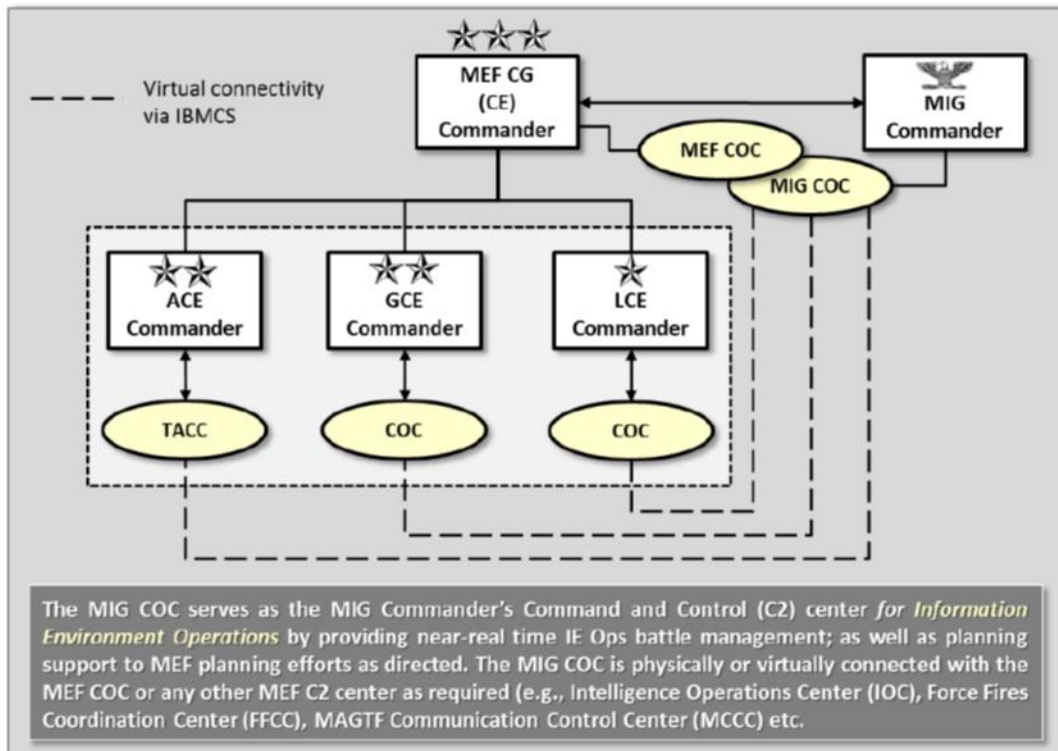 Virtual connectivity
via IBMCS
MEF CG
(CE)
Commander
MIG
Commander
MEF COC
MIG COC
ACE
Commander
GCE
Commander
LCE
Commander
TACC
COC
COC
The MIG COC serves as the MIG Commander's Command and Control (C2) center for Information
Environment Operations by providing near-real time IE Ops battle management; as well as planning
support to MEF planning efforts as directed. The MIG COC is physically or virtually connected with the
MEF COC or any other MEF C2 center as required (e.g., Intelligence Operations Center (IOC), Force Fires
Coordination Center (FFCC), MAGTF Communication Control Center (MCCC) etc.